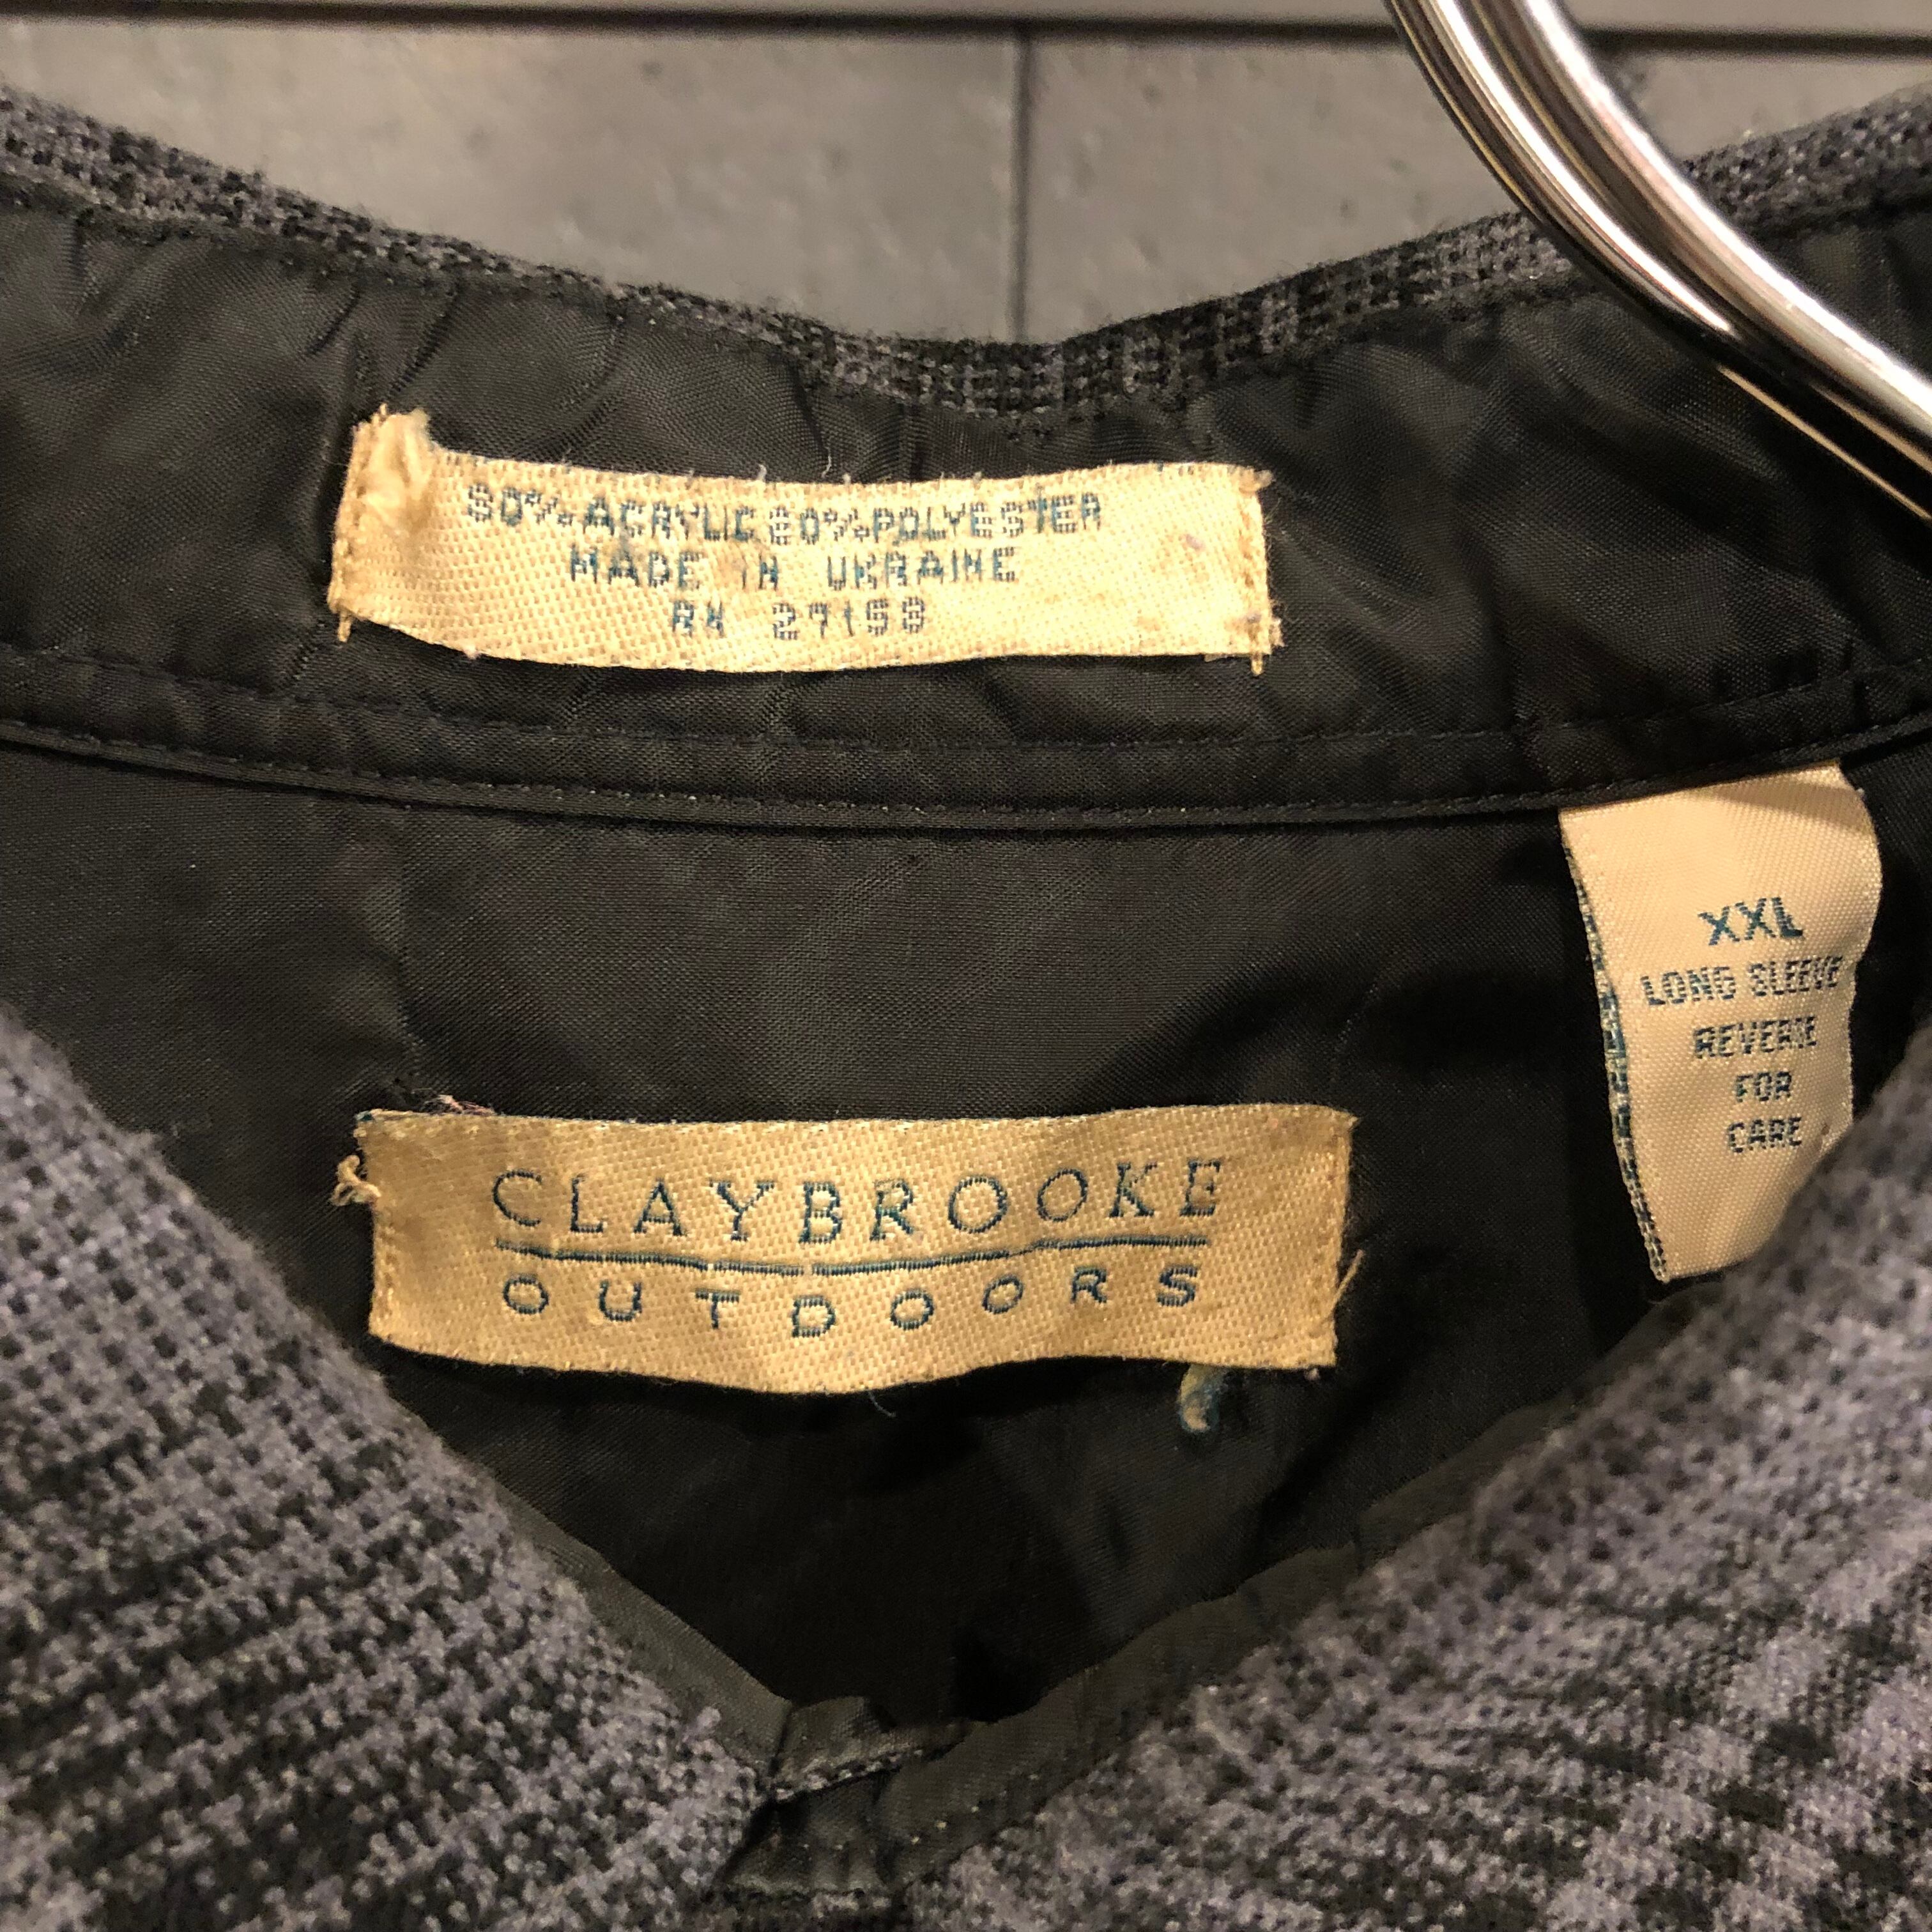 80% ACRYLIC 20% POLYESTER
MADE IN UKRAINE
RN 27158
XXL
LONG SLEEVE
REVERSE
FOR
CARE
CLAYBROOKE
OUTDOORS